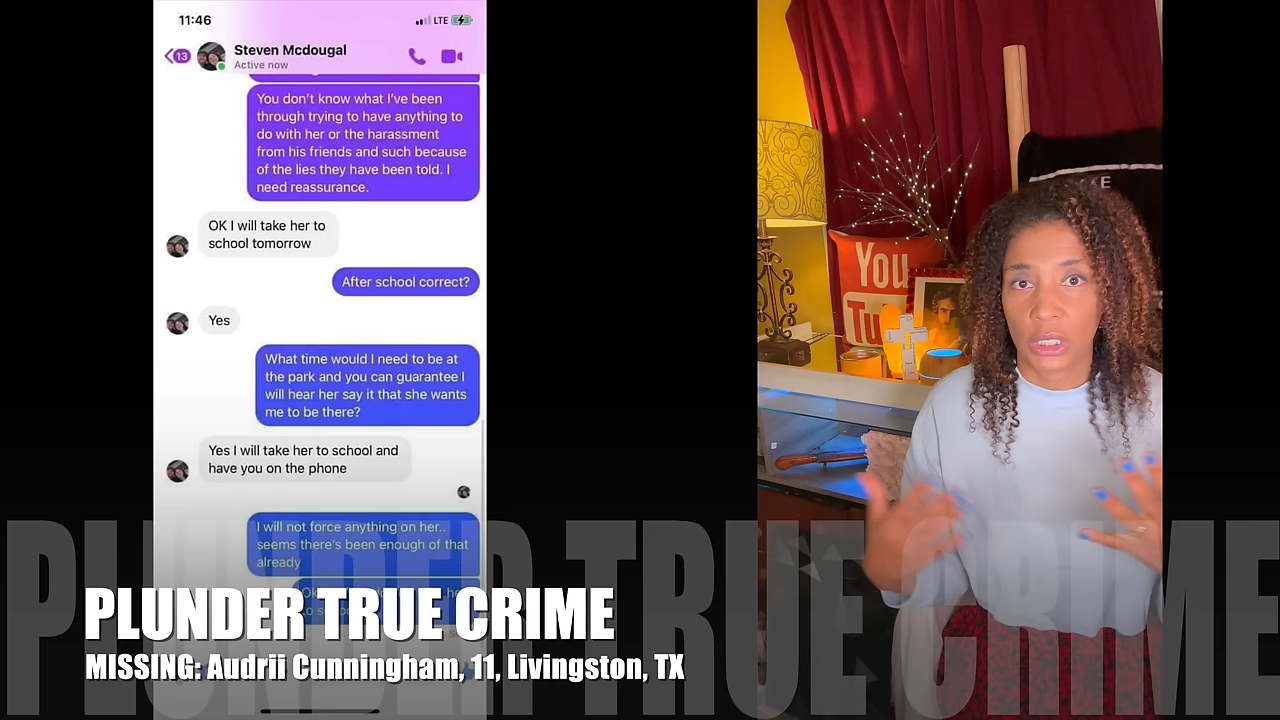 11:46
LTE
13
Steven Mcdougal
Active now
You don't know what I've been
through trying to have anything to
do with her or the harassment
from his friends and such because
of the lies they have been told. I
need reassurance.
OK I will take her to
school tomorrow
After school correct?
Yes
What time would I need to be at
the park and you can guarantee I
will hear her say it that she wants
me to be there?
Yes I will take her to school and
have you on the phone
I will not force anything on her..
seems there's been enough of that
already
You
PLUNDER TRUE CRIME
PLUNDER TRUE CRIME
MISSING: Audrii Cunningham, 11, Livingston, TX